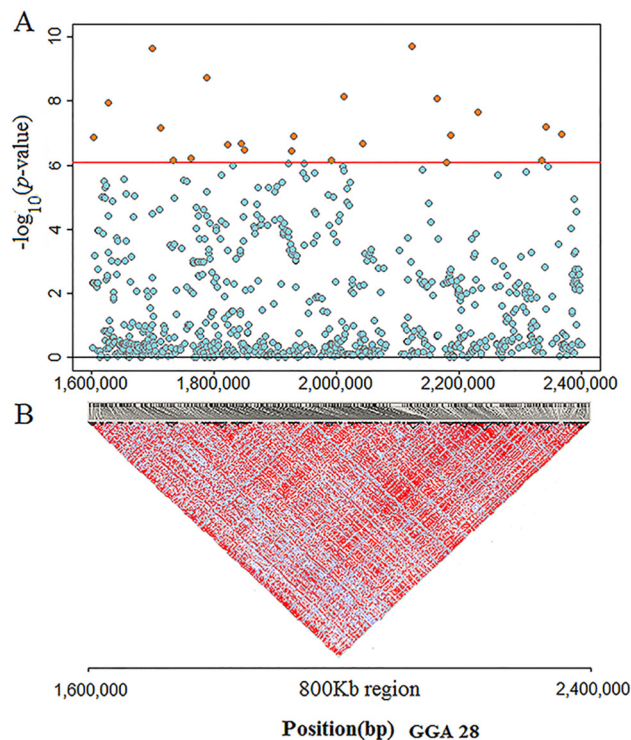 A
-log10(p-value)
10
8
6
4
2
0
1,600,000 1,800,000 2,000,000 2,200,000 2,400,000
B
1,600,000 800Kb region 2,400,000
Position(bp) GGA 28